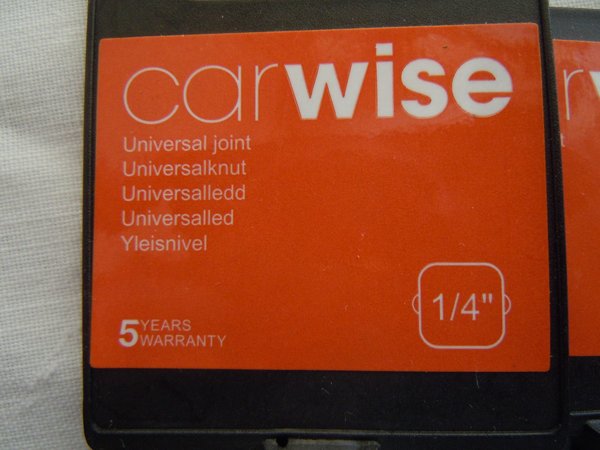 carwise
Universal joint
Universalknut
Universalledd
Universalled
Yleisnivel
1/4"
5 YEARS
WARRANTY